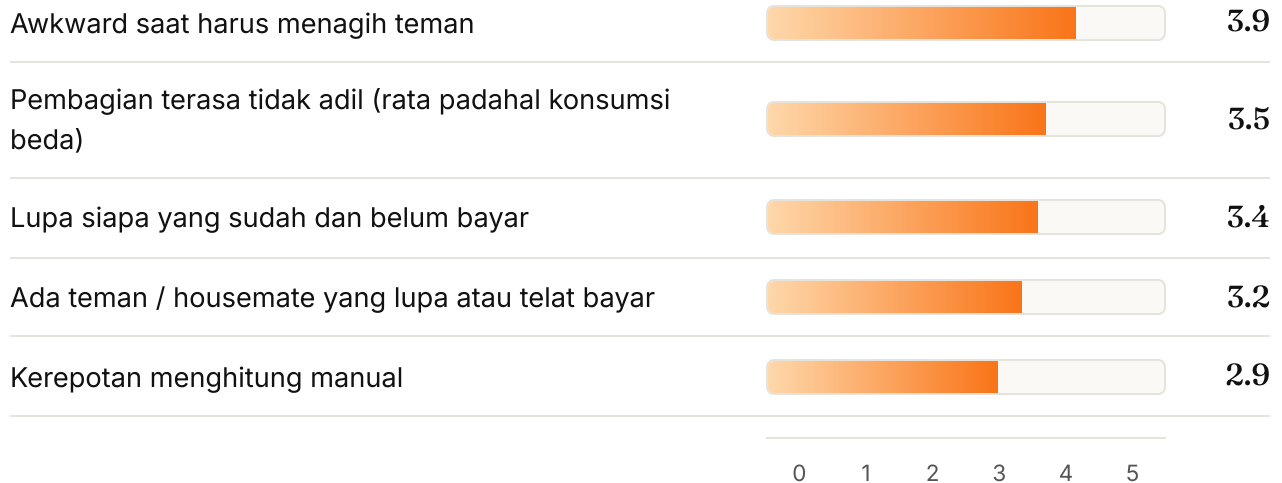 Awkward saat harus menagih teman 3.9
Pembagian terasa tidak adil (rata padahal konsumsi
beda) 3.5
Lupa siapa yang sudah dan belum bayar 3.4
Ada teman / housemate yang lupa atau telat bayar 3.2
Kerepotan menghitung manual 2.9
0 1 2 3 4 5